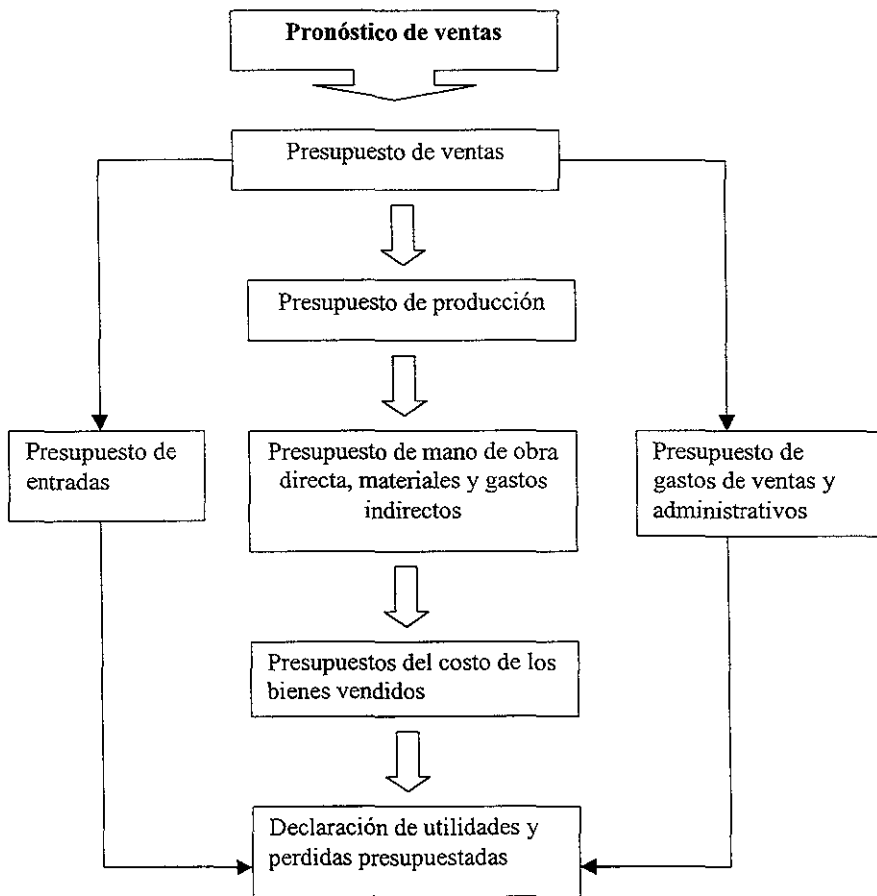 Pronóstico de ventas
Presupuesto de ventas
Presupuesto de producción
Presupuesto de
entradas
Presupuesto de mano de obra
directa, materiales y gastos
indirectos
Presupuesto de
gastos de ventas y
administrativos
Presupuestos del costo de los
bienes vendidos
Declaración de utilidades y
perdidas presupuestadas